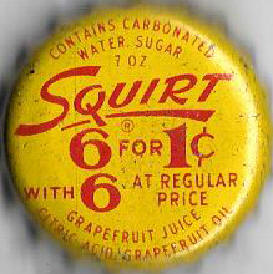 CONTAINS CARBONATED
WATER, SUGAR
7 OZ.
SQUIRT
®
6 FOR 1¢
WITH 6 AT REGULAR
PRICE
GRAPEFRUIT JUICE
CITRIC ACID, GRAPEFRUIT OIL